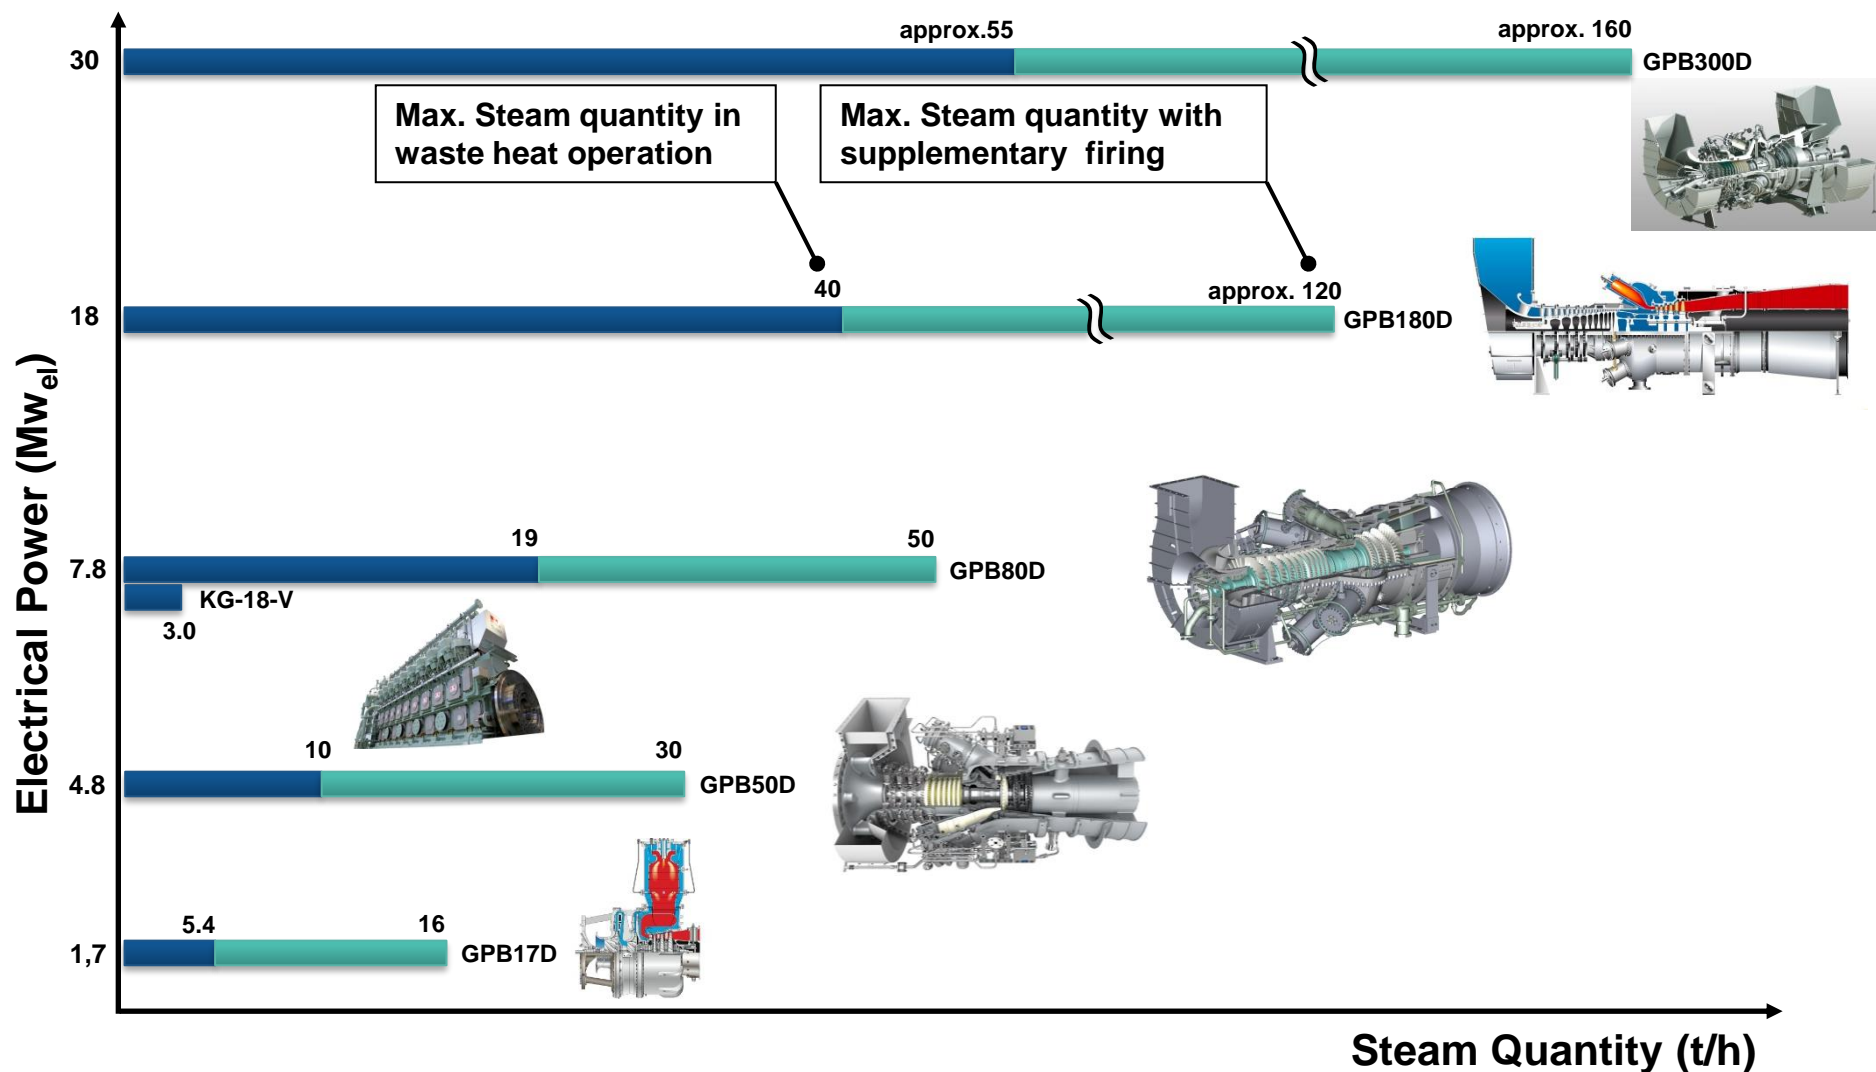 approx.55
approx. 160
30
GPB300D
Max. Steam quantity in
waste heat operation
Max. Steam quantity with
supplementary firing
40
approx. 120
18
GPB180D
19
50
7.8
GPB80D
KG-18-V
3.0
10
30
4.8
GPB50D
5.4
16
1,7
GPB17D
Electrical Power (Mwel)
Steam Quantity (t/h)